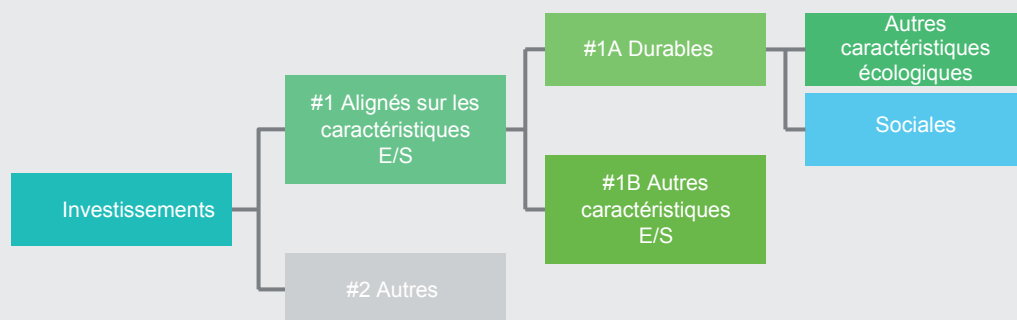 Investissements
#1 Alignés sur les
caractéristiques
E/S
#2 Autres
#1A Durables
#1B Autres
caractéristiques
E/S
Autres
caractéristiques
écologiques
Sociales